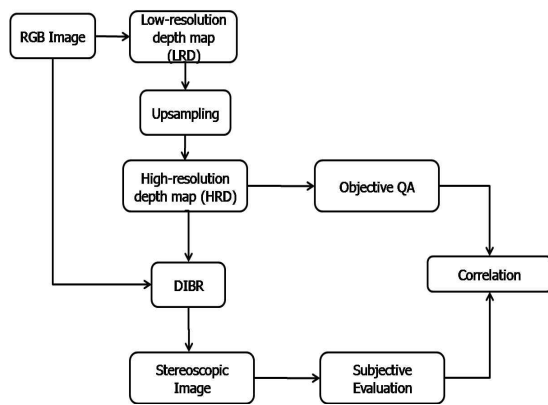 RGB Image
Low-resolution
depth map
(LRD)
Upsampling
High-resolution
depth map (HRD)
Objective QA
Correlation
DIBR
Stereoscopic
Image
Subjective
Evaluation